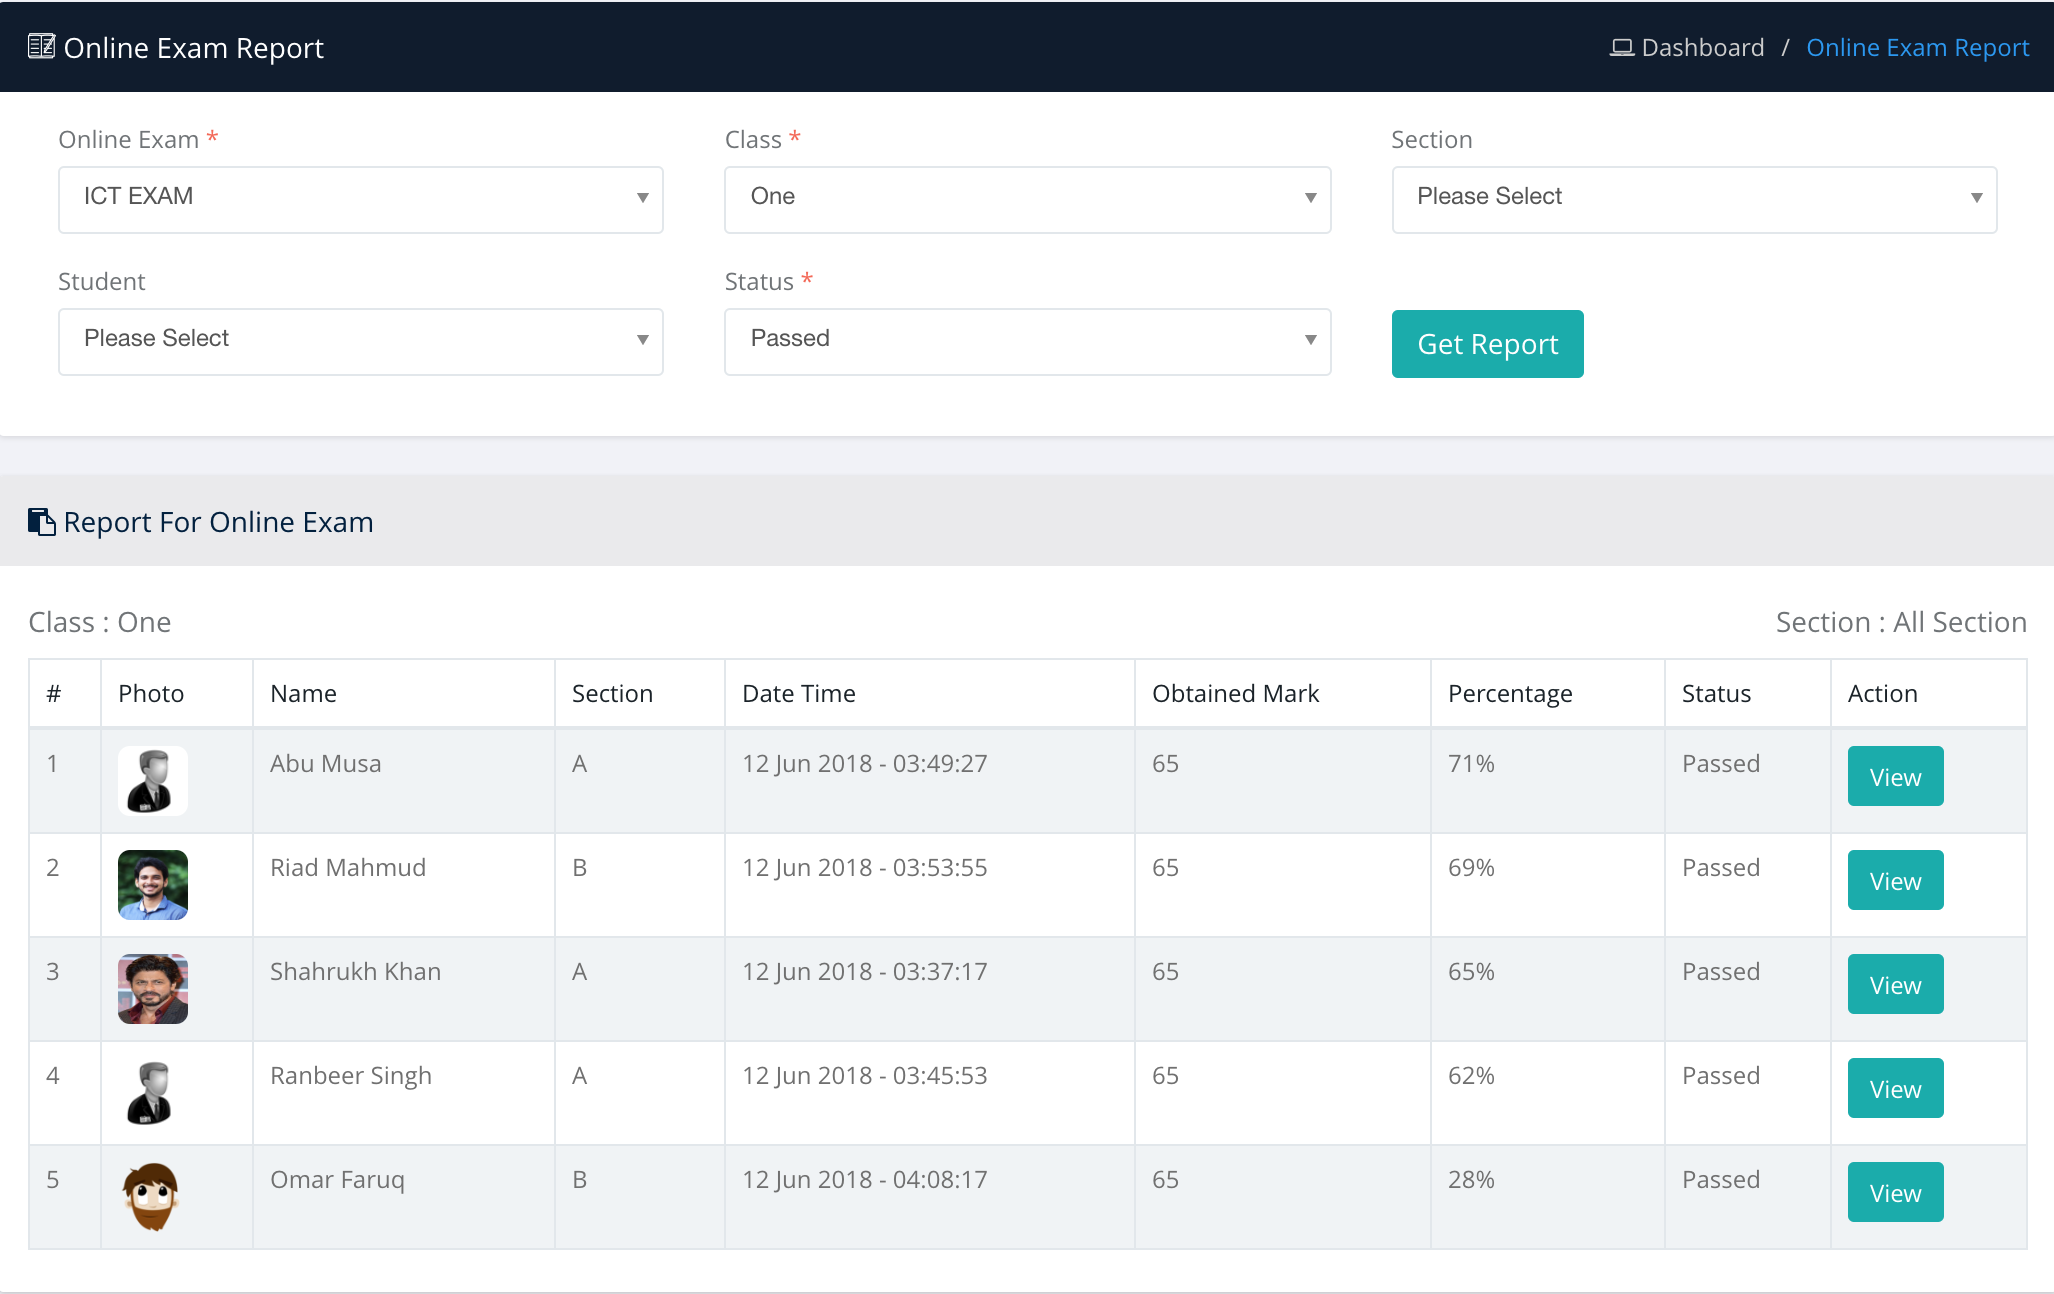 Online Exam Report
Dashboard / Online Exam Report
Online Exam *
Class *
Section
ICT EXAM
One
Please Select
Student
Status *
Please Select
Passed
Get Report
Report For Online Exam
Class : One
Section : All Section
# Photo Name Section Date Time Obtained Mark Percentage Status Action
1 Abu Musa A 12 Jun 2018 - 03:49:27 65 71% Passed View
2 Riad Mahmud B 12 Jun 2018 - 03:53:55 65 69% Passed View
3 Shahrukh Khan A 12 Jun 2018 - 03:37:17 65 65% Passed View
4 Ranbeer Singh A 12 Jun 2018 - 03:45:53 65 62% Passed View
5 Omar Faruq B 12 Jun 2018 - 04:08:17 65 28% Passed View